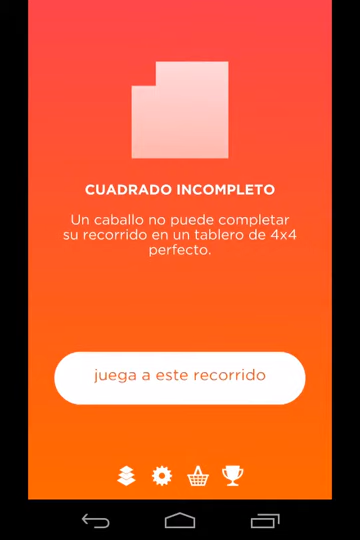 CUADRADO INCOMPLETO
Un caballo no puede completar
su recorrido en un tablero de 4x4
perfecto.
juega a este recorrido